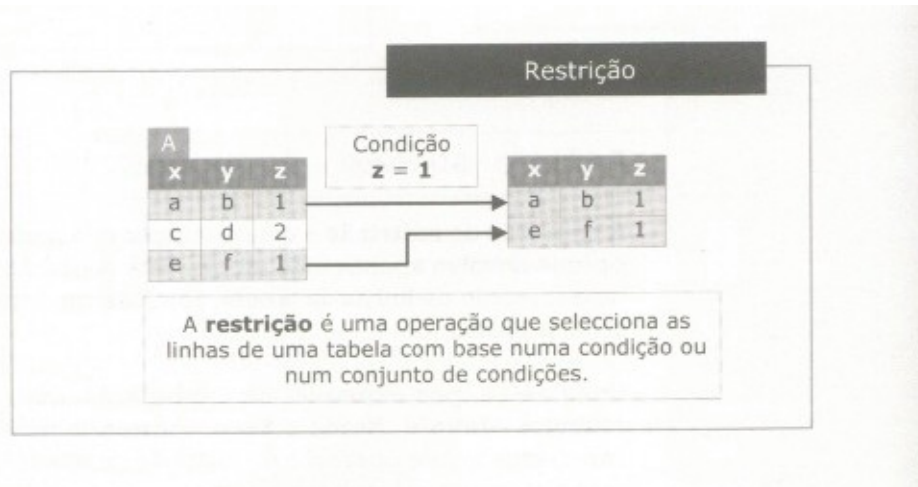 Restrição
A
Condição
z = 1
x y z
a b 1
c d 2
e f 1
x y z
a b 1
e f 1
A restrição é uma operação que selecciona as
linhas de uma tabela com base numa condição ou
num conjunto de condições.